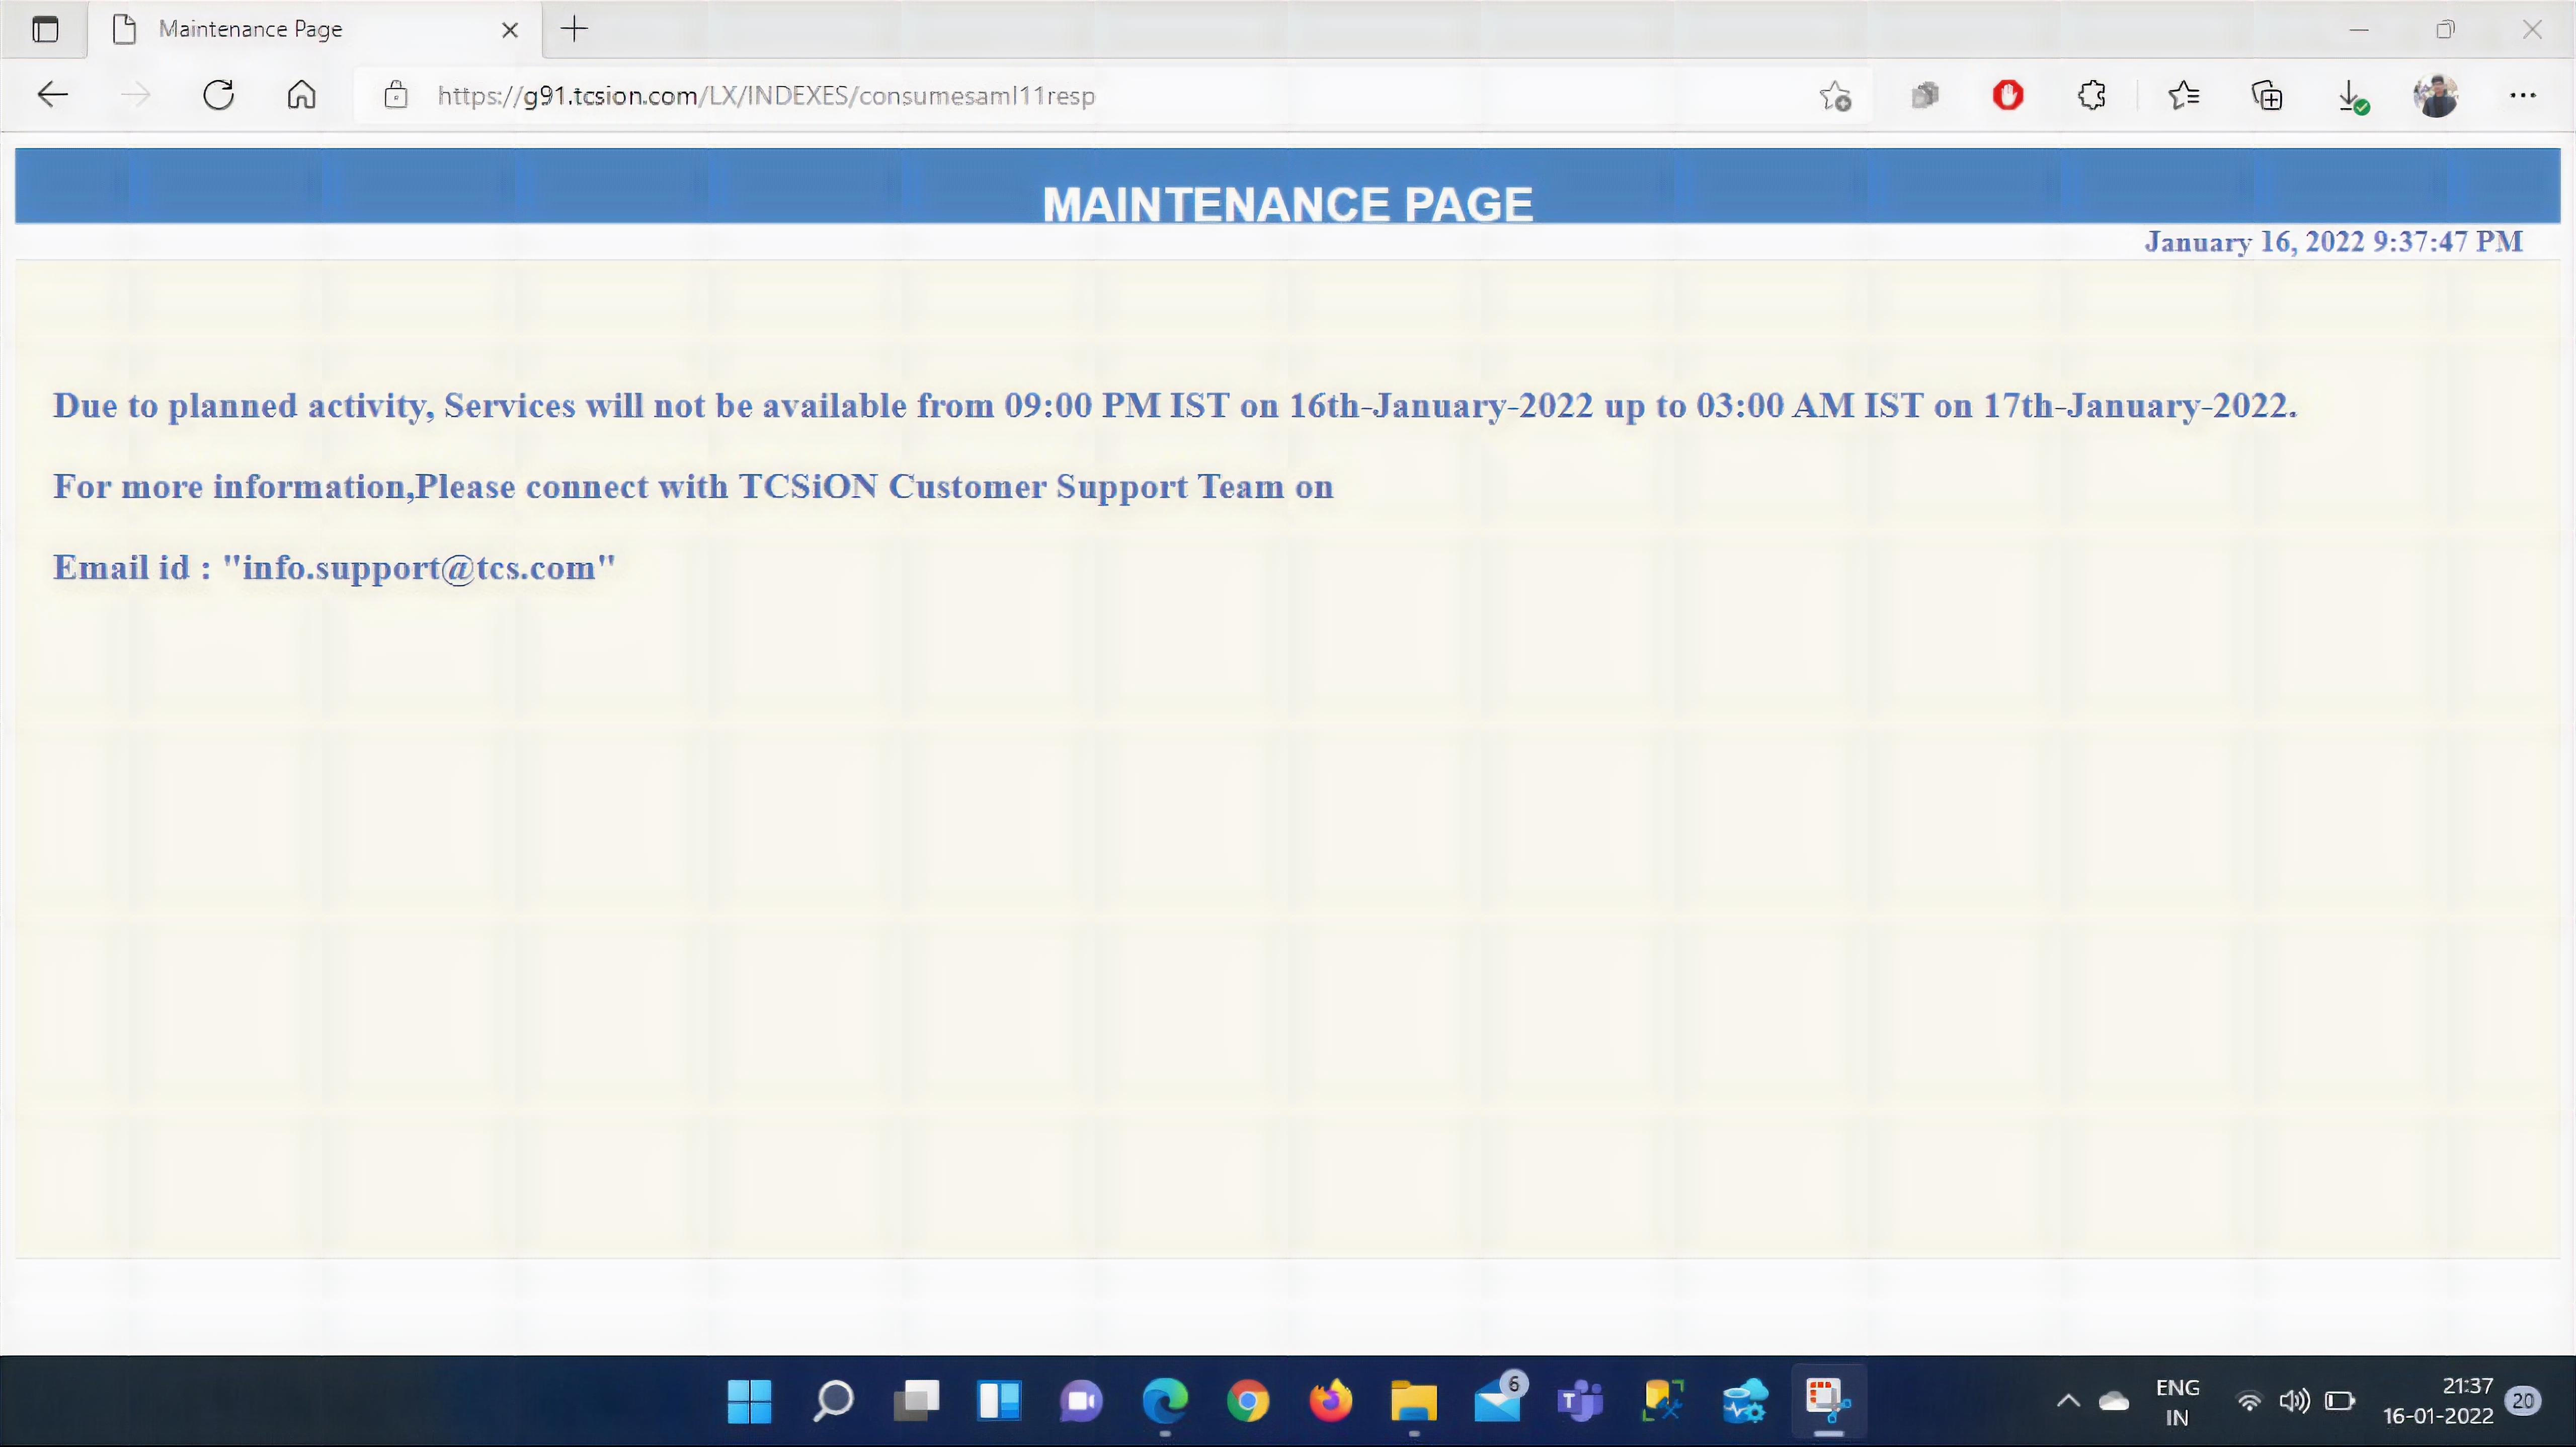 Maintenance Page
https://g91.tcsion.com/LX/INDEXES/consumesaml11resp
MAINTENANCE PAGE
January 16, 2022 9:37:47 PM
Due to planned activity, Services will not be available from 09:00 PM IST on 16th-January-2022 up to 03:00 AM IST on 17th-January-2022.
For more information,Please connect with TCSiON Customer Support Team on
Email id : "info.support@tcs.com"
6
T
ENG
IN
21:37
16-01-2022
20